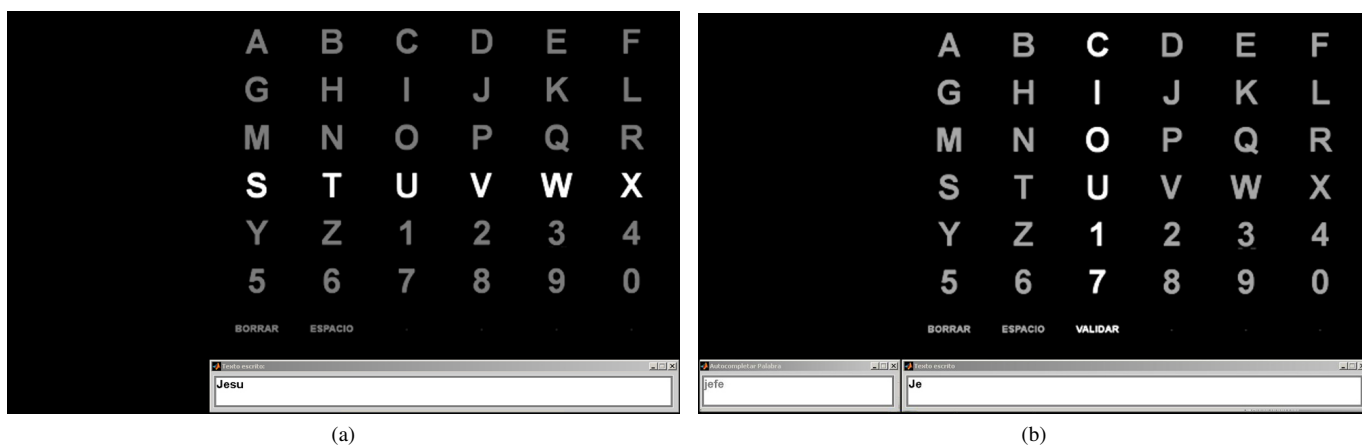 A B C D E F
G H I J K L
M N O P Q R
S T U V W X
Y Z 1 2 3 4
5 6 7 8 9 0
BORRAR ESPACIO
Texto escrito
Jesu
(a)
A B C D E F
G H I J K L
M N O P Q R
S T U V W X
Y Z 1 2 3 4
5 6 7 8 9 0
BORRAR ESPACIO VALIDAR
Autocompletar Palabra
jefe
Texto escrito
Je
(b)